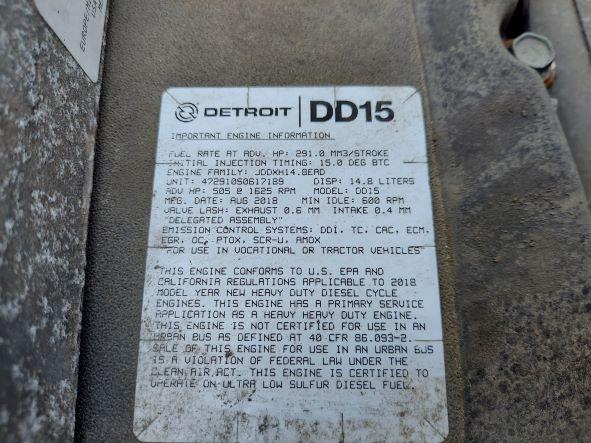 EUROPE,
DETROIT DD15
IMPORTANT ENGINE INFORMATION
FUEL RATE AT ADV. HP: 291.0 MM3/STROKE
INITIAL INJECTION TIMING: 15.0 DEG BTC
ENGINE FAMILY: JDDXH14.8EAD
UNIT: 472910S0617189 DISP: 14.8 LITERS
ADV HP: 505 @ 1625 RPM MODEL: DD15
MFG. DATE: AUG 2018 MIN IDLE: 600 RPM
VALVE LASH: EXHAUST 0.6 MM INTAKE 0.4 MM
"DELEGATED ASSEMBLY"
EMISSION CONTROL SYSTEMS: DDI, TC, CAC, ECM,
EGR, OC, PTOX, SCR-U, AMOX
FOR USE IN VOCATIONAL OR TRACTOR VEHICLES
THIS ENGINE CONFORMS TO U.S. EPA AND
CALIFORNIA REGULATIONS APPLICABLE TO 2018
MODEL YEAR NEW HEAVY DUTY DIESEL CYCLE
ENGINES. THIS ENGINE HAS A PRIMARY SERVICE
APPLICATION AS A HEAVY HEAVY DUTY ENGINE.
THIS ENGINE IS NOT CERTIFIED FOR USE IN AN
URBAN BUS AS DEFINED AT 40 CFR 86.093-2.
SALE OF THIS ENGINE FOR USE IN AN URBAN BUS
IS A VIOLATION OF FEDERAL LAW UNDER THE
CLEAN AIR ACT. THIS ENGINE IS CERTIFIED TO
OPERATE ON ULTRA LOW SULFUR DIESEL FUEL.